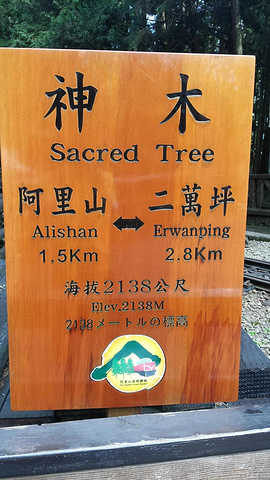 神木
Sacred Tree
阿里山 ↔ 二萬坪
Alishan Erwanping
1.5Km 2.8Km
海拔2138公尺
Elev.2138M
2138メートルの標高